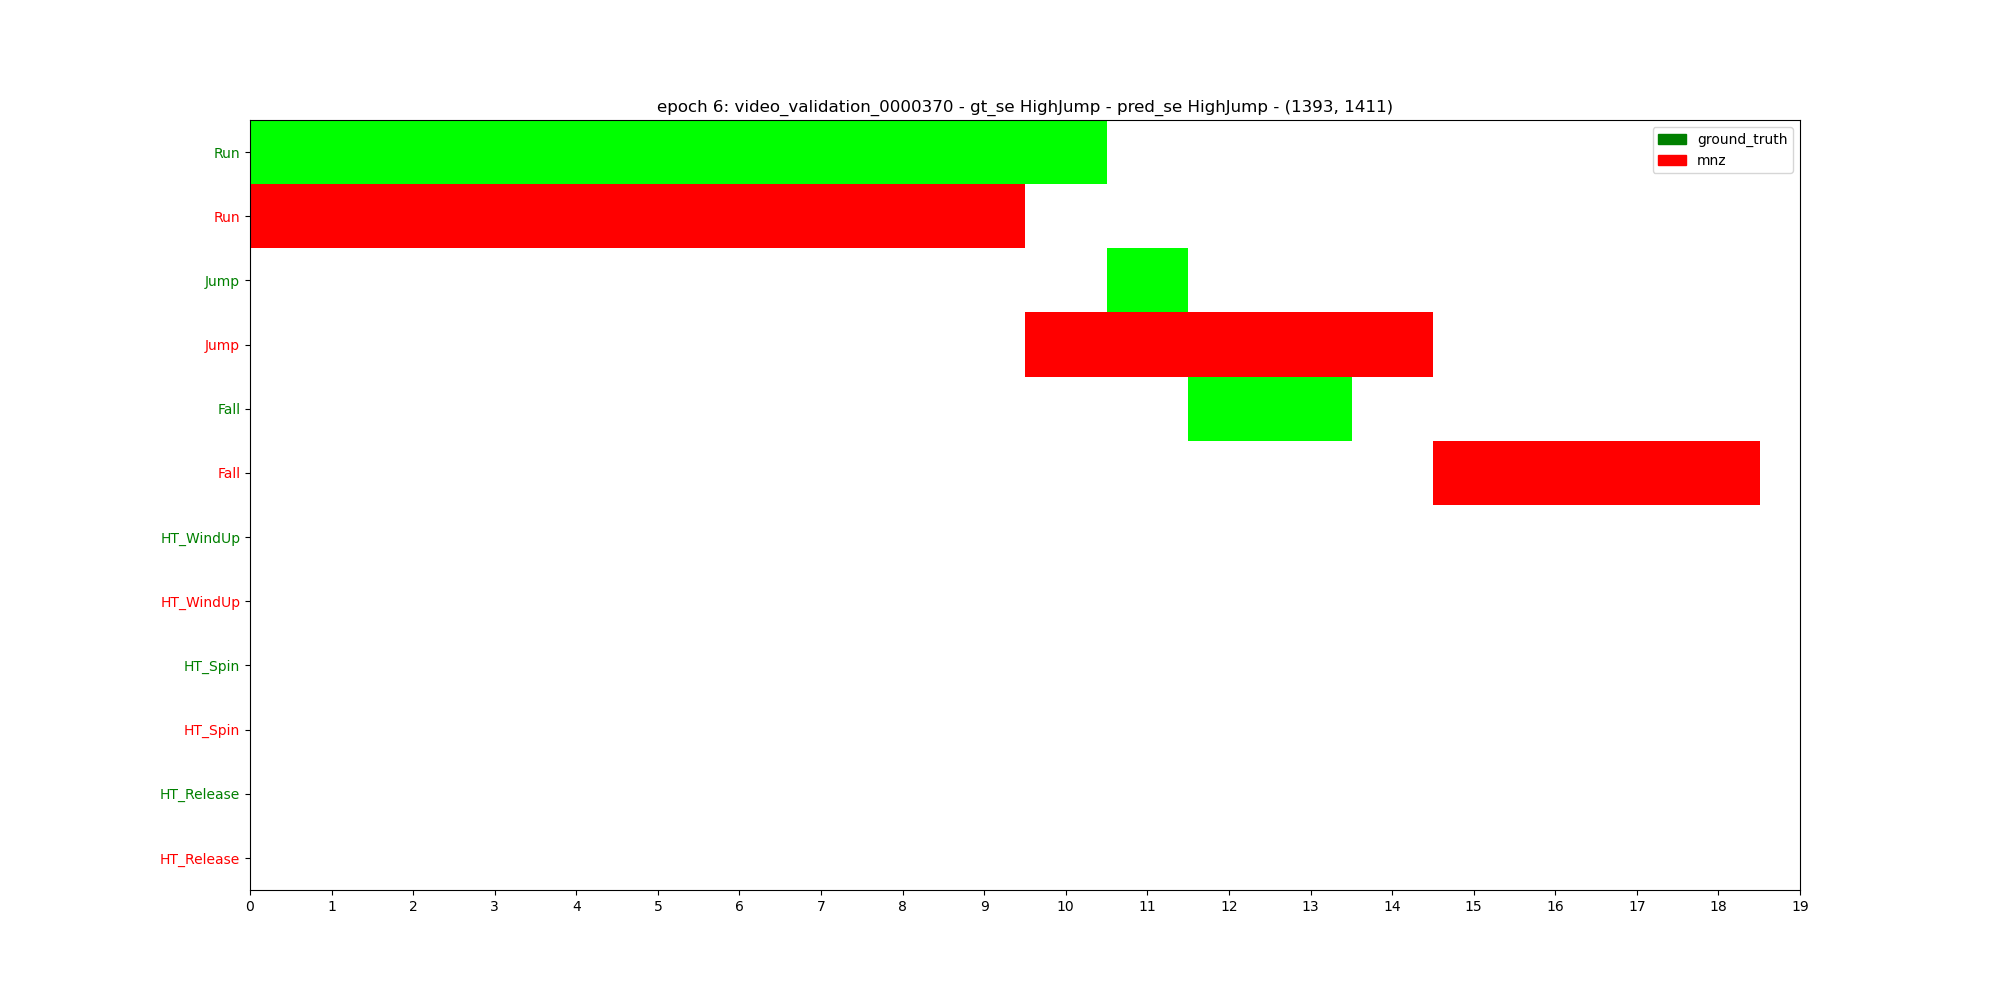 epoch 6: video_validation_0000370 - gt_se HighJump - pred_se HighJump - (1393, 1411)
ground_truth
mnz
Run
Run
Jump
Jump
Fall
Fall
HT_WindUp
HT_WindUp
HT_Spin
HT_Spin
HT_Release
HT_Release
0 1 2 3 4 5 6 7 8 9 10 11 12 13 14 15 16 17 18 19